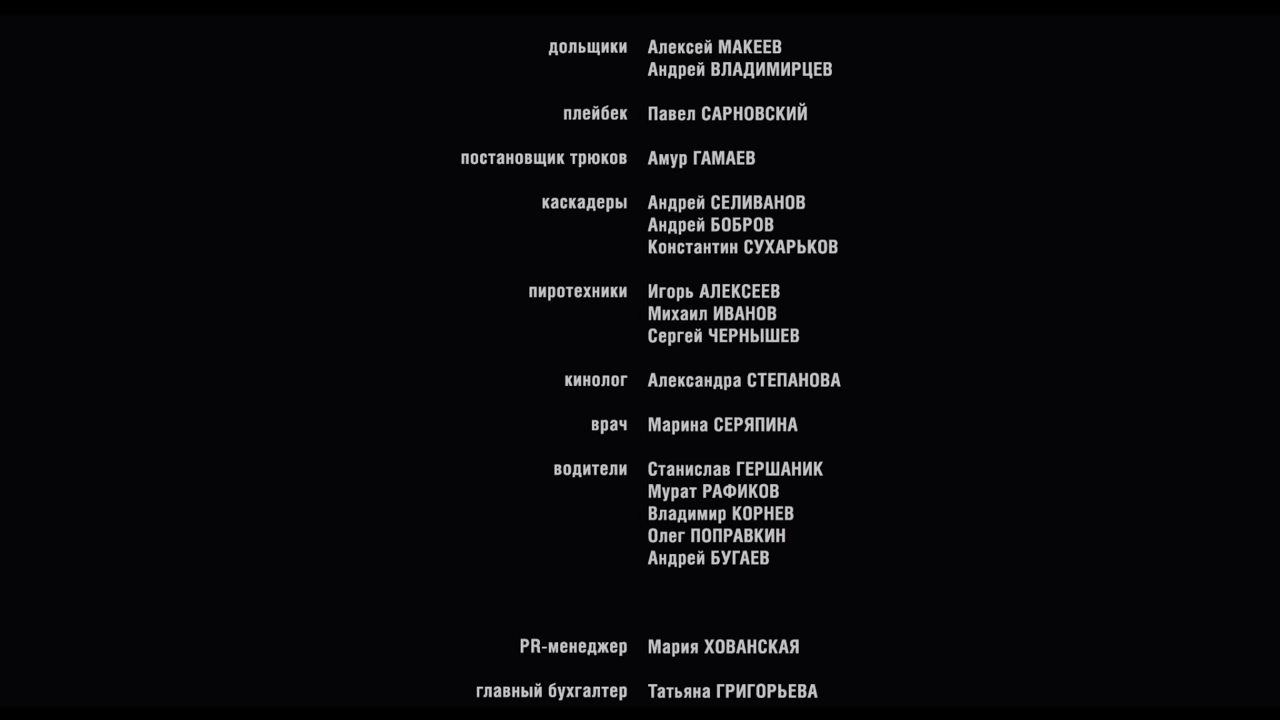 дольщики Алексей МАКЕЕВ
Андрей ВЛАДИМИРЦЕВ
плейбек Павел САРНОВСКИЙ
постановщик трюков Амур ГАМАЕВ
каскадеры Андрей СЕЛИВАНОВ
Андрей БОБРОВ
Константин СУХАРЬКОВ
пиротехники Игорь АЛЕКСЕЕВ
Михаил ИВАНОВ
Сергей ЧЕРНЫШЕВ
кинолог Александра СТЕПАНОВА
врач Марина СЕРЯПИНА
водители Станислав ГЕРШАНИК
Мурат РАФИКОВ
Владимир КОРНЕВ
Олег ПОПРАВКИН
Андрей БУГАЕВ
PR-менеджер Мария ХОВАНСКАЯ
главный бухгалтер Татьяна ГРИГОРЬЕВА